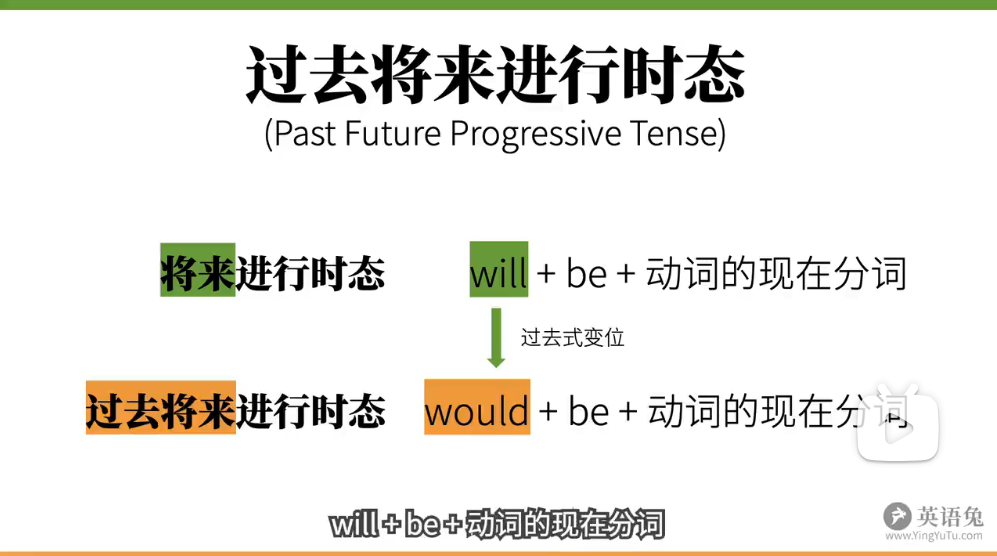 过去将来进行时态
(Past Future Progressive Tense)
将来进行时态 will + be + 动词的现在分词
过去式变位
过去将来进行时态 would + be + 动词的现在分词
will + be + 动词的现在分词
英语兔
www.YingYuTu.com